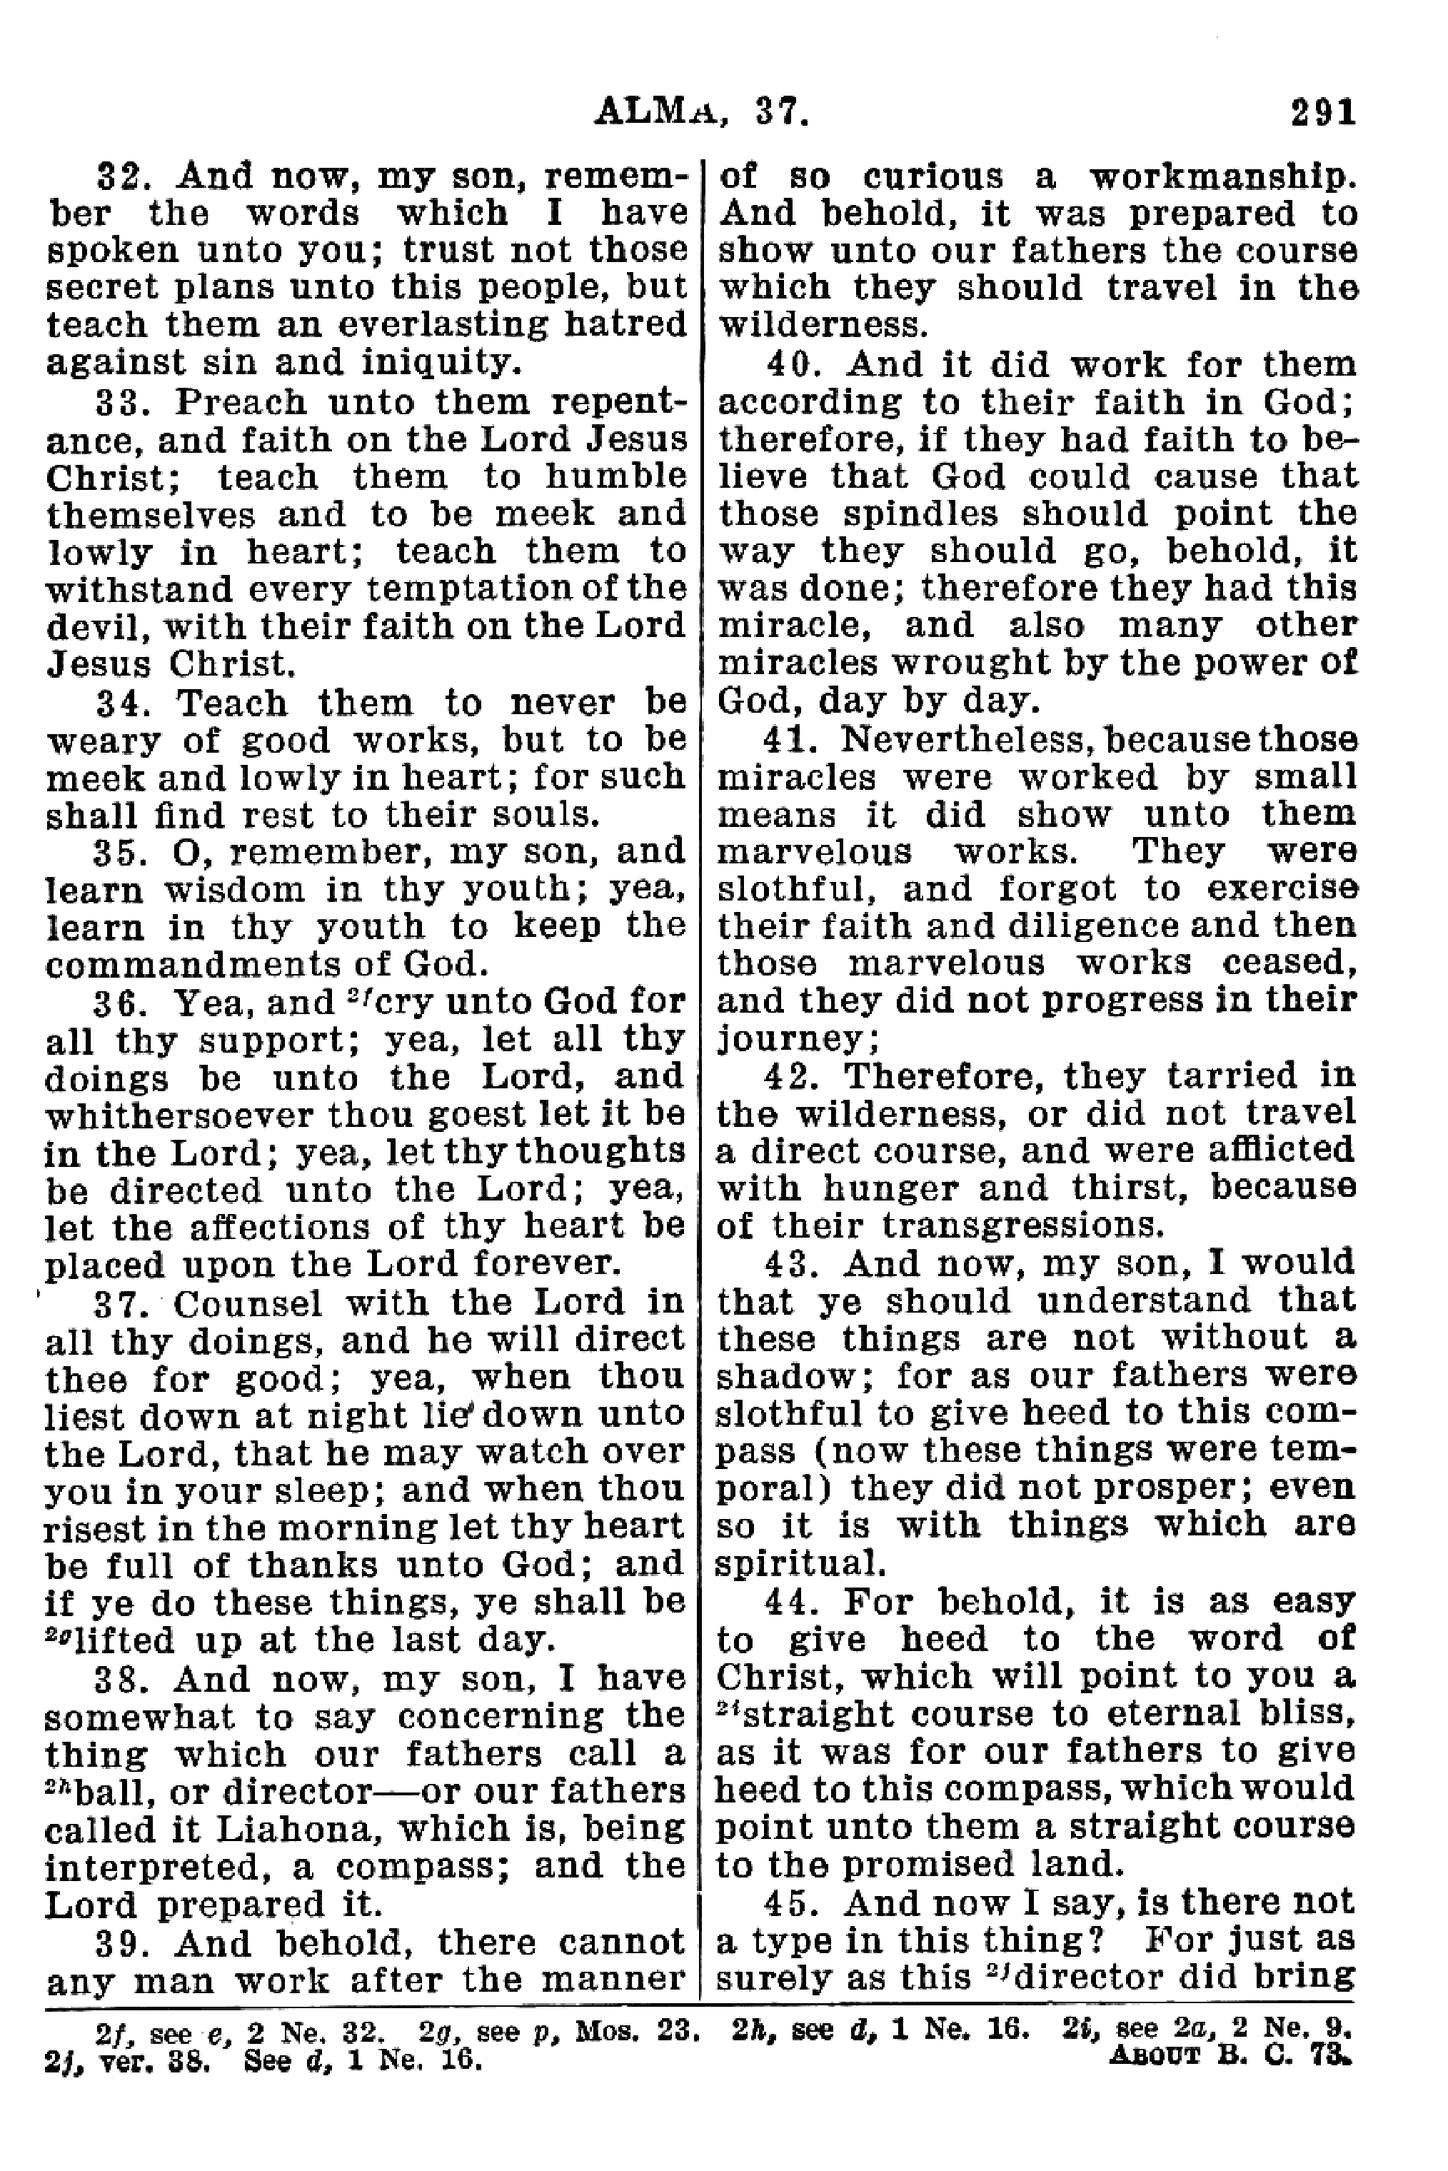 ALMA, 37.
291
32. And now, my son, remem-
ber the words which I have
spoken unto you; trust not those
secret plans unto this people, but
teach them an everlasting hatred
against sin and iniquity.
33. Preach unto them repent-
ance, and faith on the Lord Jesus
Christ; teach them to humble
themselves and to be meek and
lowly in heart; teach them to
withstand every temptation of the
devil, with their faith on the Lord
Jesus Christ.
34. Teach them to never be
weary of good works, but to be
meek and lowly in heart; for such
shall find rest to their souls.
35. O, remember, my son, and
learn wisdom in thy youth; yea,
learn in thy youth to keep the
commandments of God.
36. Yea, and 2fcry unto God for
all thy support; yea, let all thy
doings be unto the Lord, and
whithersoever thou goest let it be
in the Lord; yea, let thy thoughts
be directed unto the Lord; yea,
let the affections of thy heart be
placed upon the Lord forever.
37. Counsel with the Lord in
all thy doings, and he will direct
thee for good; yea, when thou
liest down at night lie down unto
the Lord, that he may watch over
you in your sleep; and when thou
risest in the morning let thy heart
be full of thanks unto God; and
if ye do these things, ye shall be
2glifted up at the last day.
38. And now, my son, I have
somewhat to say concerning the
thing which our fathers call a
2hball, or director—or our fathers
called it Liahona, which is, being
interpreted, a compass; and the
Lord prepared it.
39. And behold, there cannot
any man work after the manner
of so curious a workmanship.
And behold, it was prepared to
show unto our fathers the course
which they should travel in the
wilderness.
40. And it did work for them
according to their faith in God;
therefore, if they had faith to be-
lieve that God could cause that
those spindles should point the
way they should go, behold, it
was done; therefore they had this
miracle, and also many other
miracles wrought by the power of
God, day by day.
41. Nevertheless, because those
miracles were worked by small
means it did show unto them
marvelous works. They were
slothful, and forgot to exercise
their faith and diligence and then
those marvelous works ceased,
and they did not progress in their
journey;
42. Therefore, they tarried in
the wilderness, or did not travel
a direct course, and were afflicted
with hunger and thirst, because
of their transgressions.
43. And now, my son, I would
that ye should understand that
these things are not without a
shadow; for as our fathers were
slothful to give heed to this com-
pass (now these things were tem-
poral) they did not prosper; even
so it is with things which are
spiritual.
44. For behold, it is as easy
to give heed to the word of
Christ, which will point to you a
2istraight course to eternal bliss,
as it was for our fathers to give
heed to this compass, which would
point unto them a straight course
to the promised land.
45. And now I say, is there not
a type in this thing? For just as
surely as this 2jdirector did bring
2f, see e, 2 Ne. 32. 2g, see p, Mos. 23. 2h, see d, 1 Ne. 16. 2i, see 2a, 2 Ne. 9.
2j, ver. 38. See d, 1 Ne. 16.
ABOUT B. C. 73.